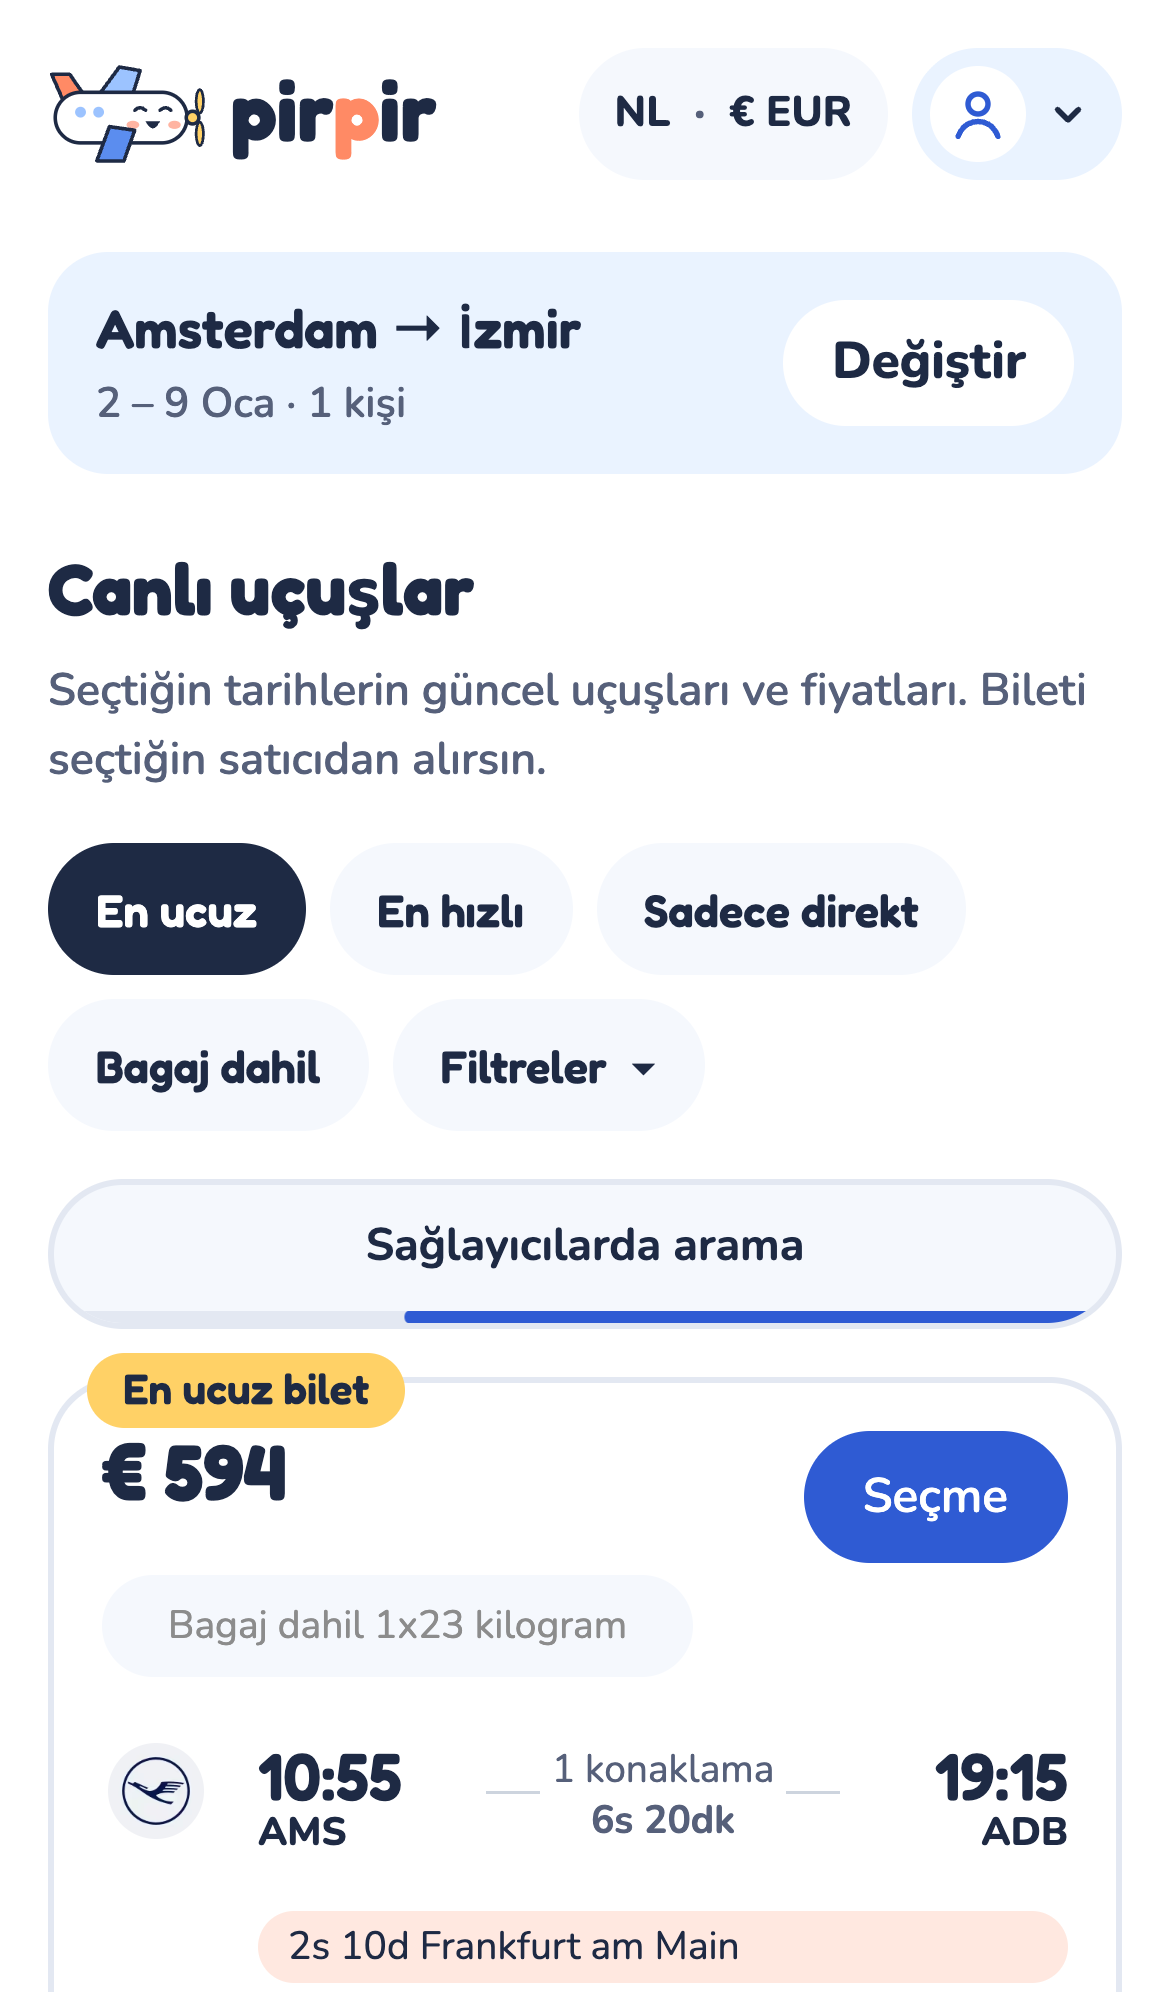 pirpir
NL · € EUR
Amsterdam → İzmir
2 – 9 Oca · 1 kişi
Değiştir
Canlı uçuşlar
Seçtiğin tarihlerin güncel uçuşları ve fiyatları. Bileti
seçtiğin satıcıdan alırsın.
En ucuz
En hızlı
Sadece direkt
Bagaj dahil
Filtreler
Sağlayıcılarda arama
En ucuz bilet
€ 594
Seçme
Bagaj dahil 1x23 kilogram
10:55
AMS
1 konaklama
6s 20dk
19:15
ADB
2s 10d Frankfurt am Main